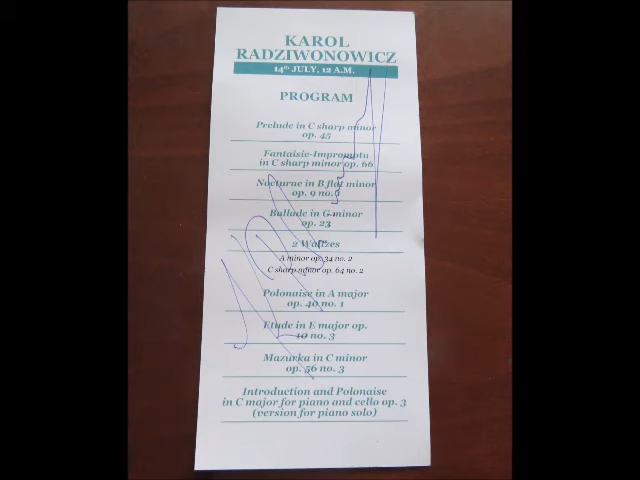 KAROL
RADZIWONOWICZ
14th JULY, 12 A.M.
PROGRAM
Prelude in C sharp minor
op. 45
Fantaisie-Impromptu
in C sharp minor op. 66
Nocturne in B flat minor
op. 9 no.
Ballade in G minor
op. 23
2 Waltzes
A minor op. 34 no. 2
C sharp minor op. 64 no. 2
Polonaise in A major
op. 40 no. 1
Etude in E major op.
10 no. 3
Mazurka in C minor
op. 56 no. 3
Introduction and Polonaise
in C major for piano and cello op. 3
(version for piano solo)